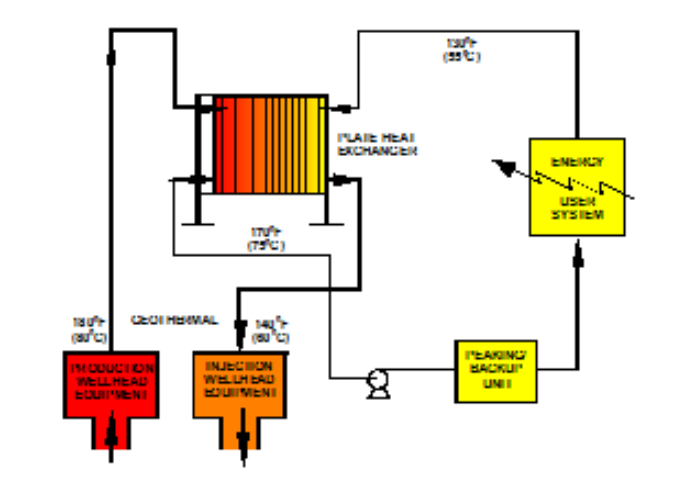 130°F
(55°C)
PLATE HEAT
EXCHANGER
ENERGY
USER
SYSTEM
170°F
(75°C)
180°F
(80°C)
GEOTHERMAL
140°F
(60°C)
PRODUCTION
WELLHEAD
EQUIPMENT
INJECTION
WELLHEAD
EQUIPMENT
PEAKING/
BACKUP
UNIT